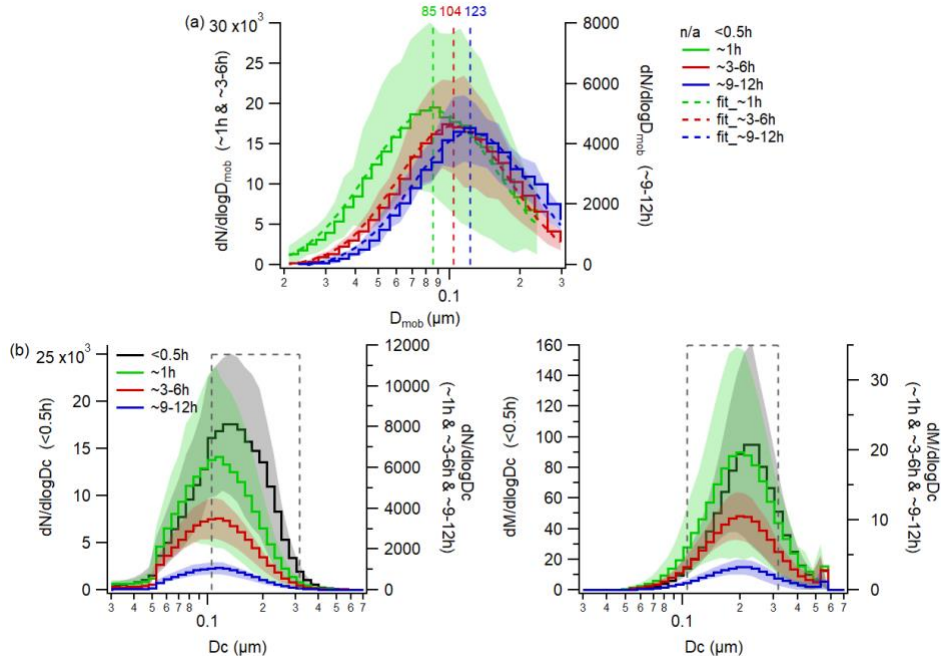 (a)
85 104 123
30 x10³
25
20
15
10
5
0
dN/dlogDmob (~1h & ~3-6h)
8000
6000
4000
2000
0
dN/dlogDmob (~9-12h)
2 3 4 5 6 7 8 9 0.1 2 3
Dmob (µm)
n/a <0.5h
~1h
~3-6h
~9-12h
fit_~1h
fit_~3-6h
fit_~9-12h
(b)
25 x10³
20
15
10
5
0
dN/dlogDc (<0.5h)
<0.5h
~1h
~3-6h
~9-12h
12000
10000
8000
6000
4000
2000
0
dN/dlogDc
(~1h & ~3-6h & ~9-12h)
3 4 5 6 7 8 0.1 2 3 4 5 6 7
Dc (µm)
160
140
120
100
80
60
40
20
0
dM/dlogDc (<0.5h)
30
20
10
0
dM/dlogDc
(~1h & ~3-6h & ~9-12h)
3 4 5 6 7 8 0.1 2 3 4 5 6 7
Dc (µm)